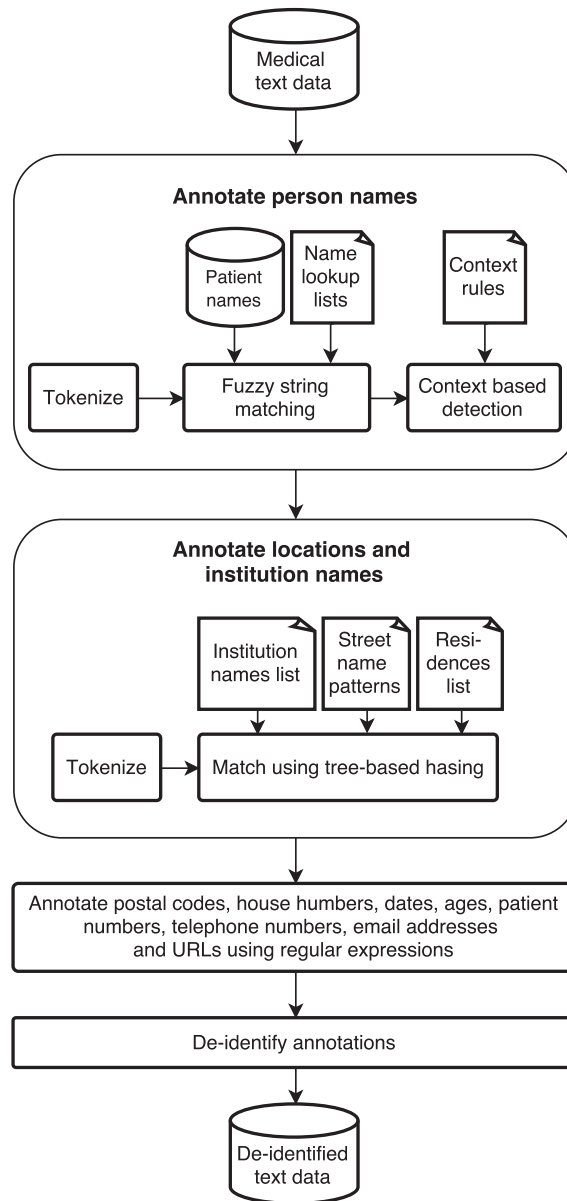 Medical
text data
Annotate person names
Patient
names
Name
lookup
lists
Context
rules
Tokenize
Fuzzy string
matching
Context based
detection
Annotate locations and
institution names
Institution
names list
Street
name
patterns
Resi-
dences
list
Tokenize
Match using tree-based hasing
Annotate postal codes, house humbers, dates, ages, patient
numbers, telephone numbers, email addresses
and URLs using regular expressions
De-identify annotations
De-identified
text data